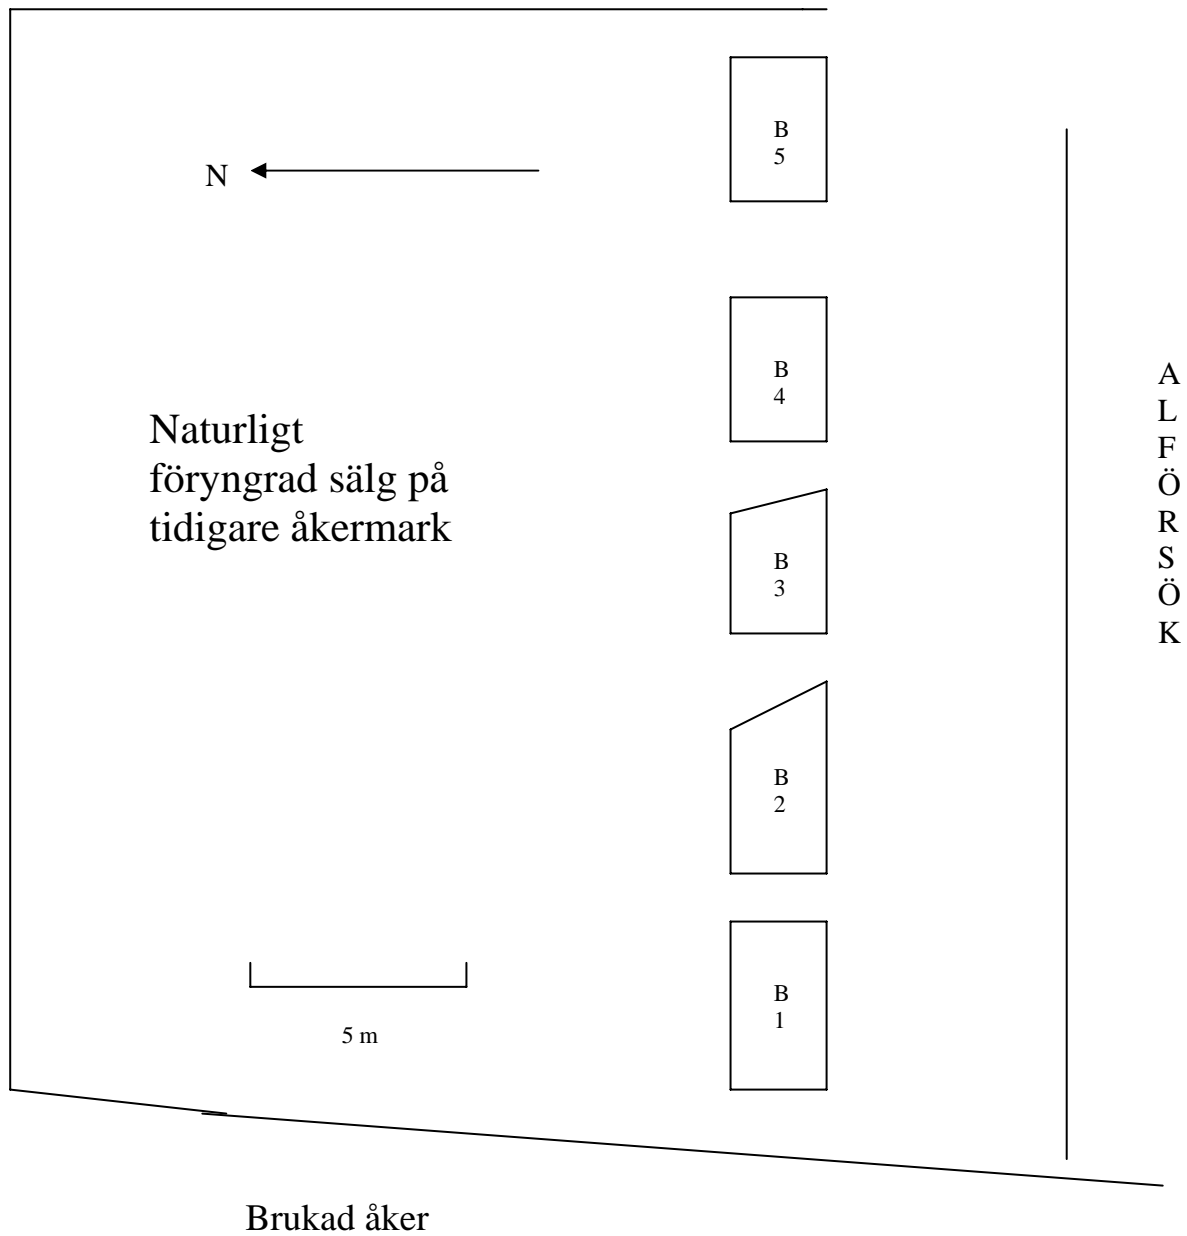 B
5
N
B
4
Naturligt
föryngrad sälg på
tidigare åkermark
B
3
A
L
F
Ö
R
S
Ö
K
B
2
B
1
5 m
Brukad åker